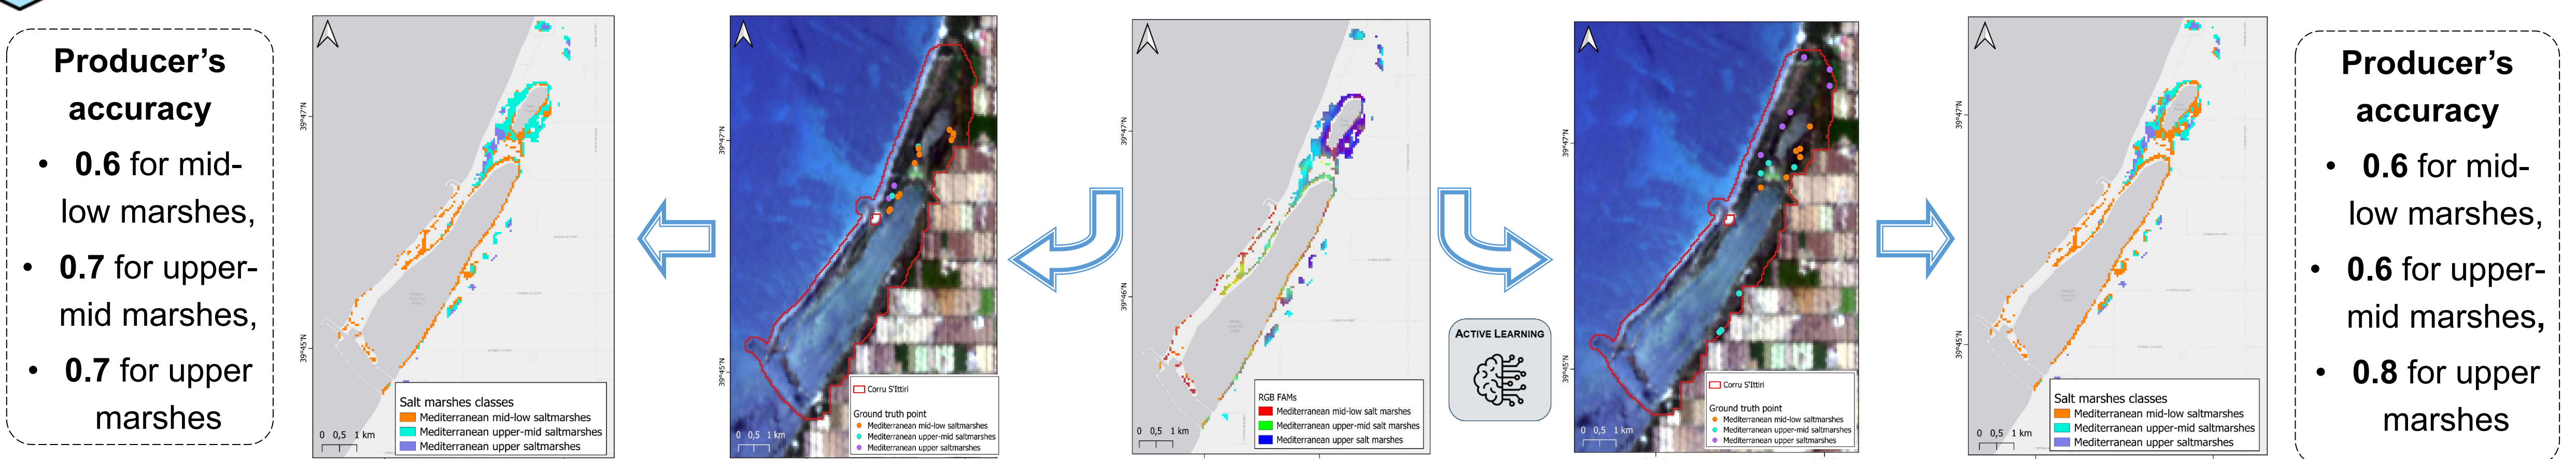 Producer’s
accuracy
• 0.6 for mid-
low marshes,
• 0.7 for upper-
mid marshes,
• 0.7 for upper
marshes
39°47'N
39°45'N
Salt marshes classes
Mediterranean mid-low saltmarshes
Mediterranean upper-mid saltmarshes
Mediterranean upper saltmarshes
0 0,5 1 km
39°47'N
39°45'N
Corru S'Ittiri
Ground truth point
Mediterranean mid-low saltmarshes
Mediterranean upper-mid saltmarshes
Mediterranean upper saltmarshes
0 0,5 1 km
39°47'N
39°46'N
RGB FAMs
Mediterranean mid-low salt marshes
Mediterranean upper-mid salt marshes
Mediterranean upper salt marshes
0 0,5 1 km
ACTIVE LEARNING
39°47'N
39°45'N
Corru S'Ittiri
Ground truth point
Mediterranean mid-low saltmarshes
Mediterranean upper-mid saltmarshes
Mediterranean upper saltmarshes
0 0,5 1 km
39°47'N
39°45'N
Salt marshes classes
Mediterranean mid-low saltmarshes
Mediterranean upper-mid saltmarshes
Mediterranean upper saltmarshes
0 0,5 1 km
Producer’s
accuracy
• 0.6 for mid-
low marshes,
• 0.6 for upper-
mid marshes,
• 0.8 for upper
marshes